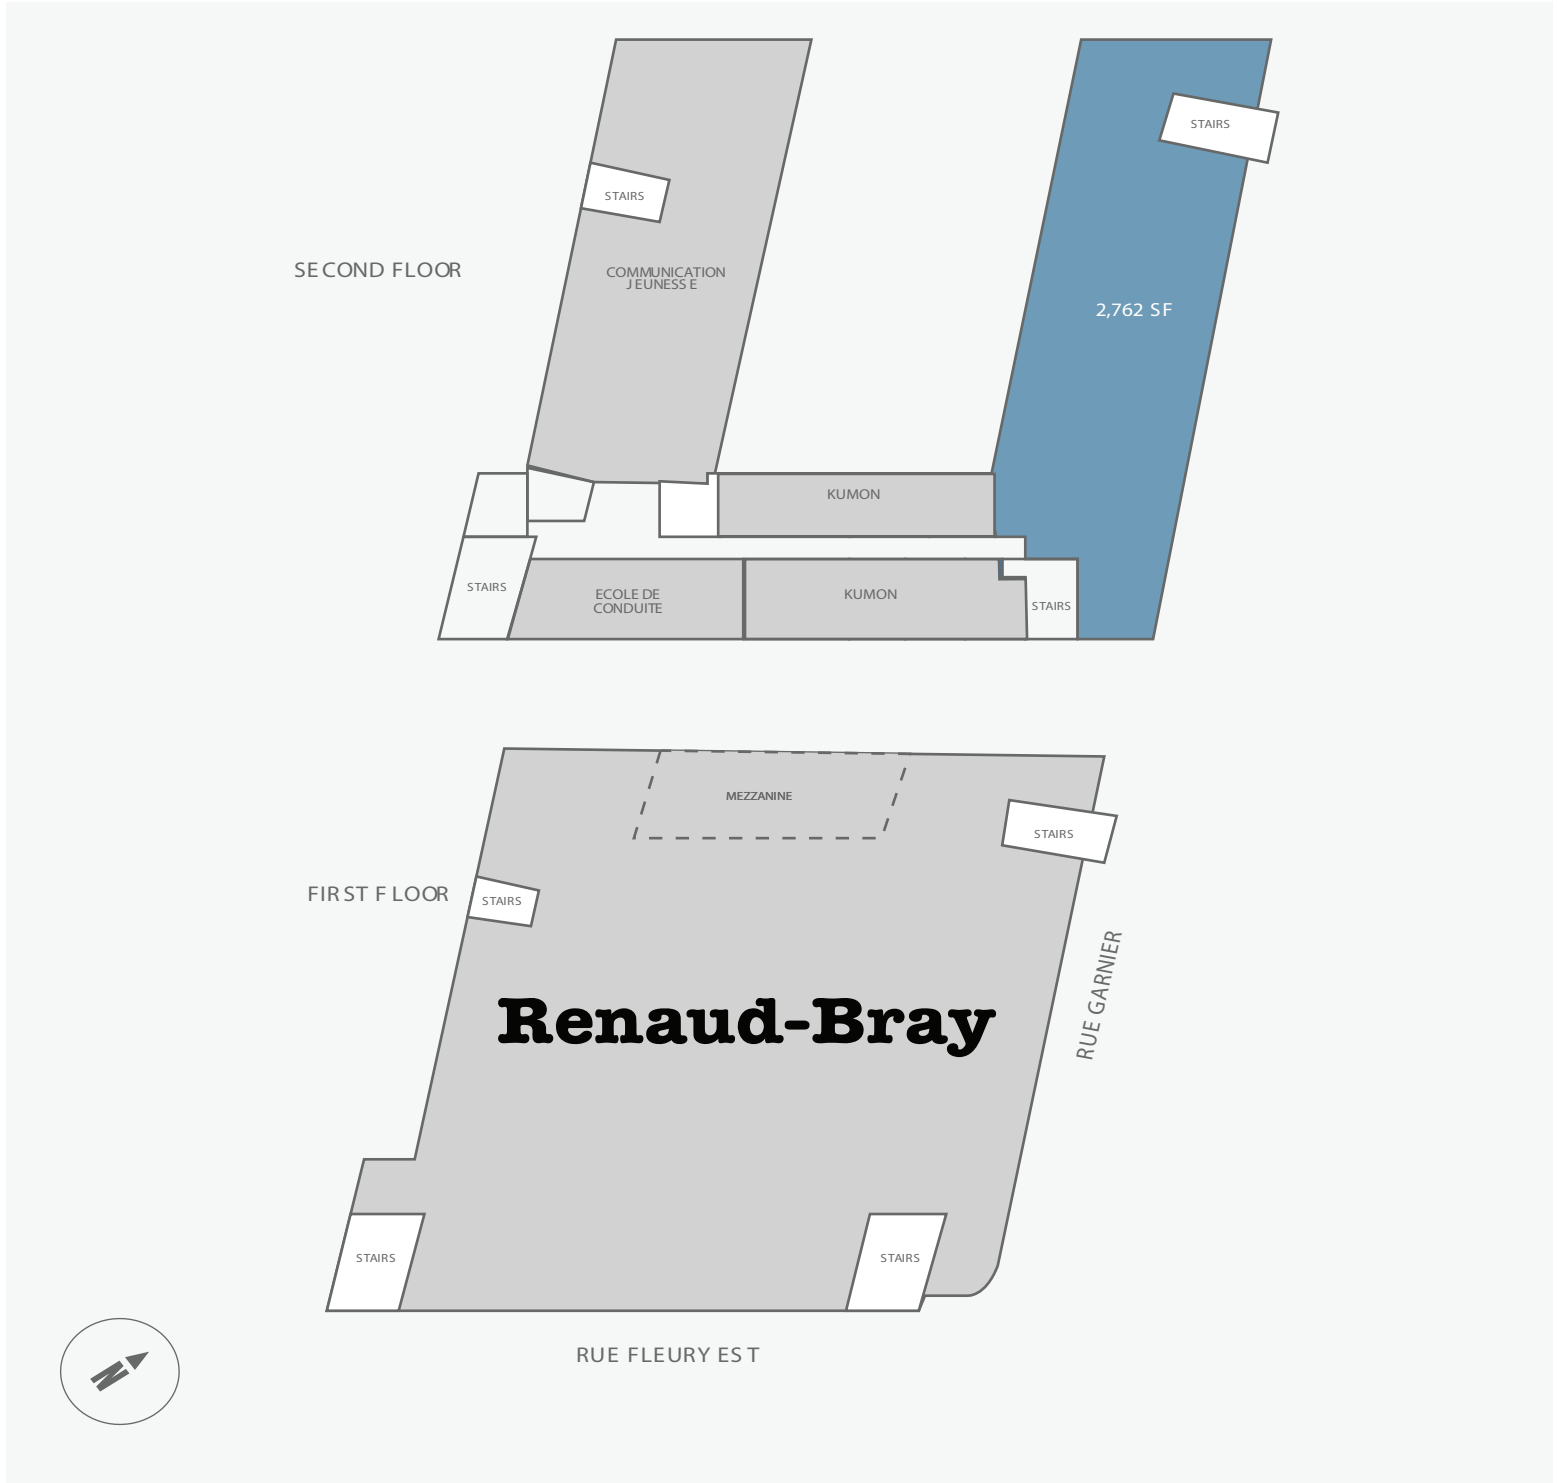 STAIRS
STAIRS
SECOND FLOOR
COMMUNICATION
JEUNESSE
2,762 SF
KUMON
STAIRS
ECOLE DE
CONDUITE
KUMON
STAIRS
MEZZANINE
STAIRS
FIRST FLOOR
STAIRS
RUE GARNIER
Renaud-Bray
STAIRS
STAIRS
RUE FLEURY EST
N